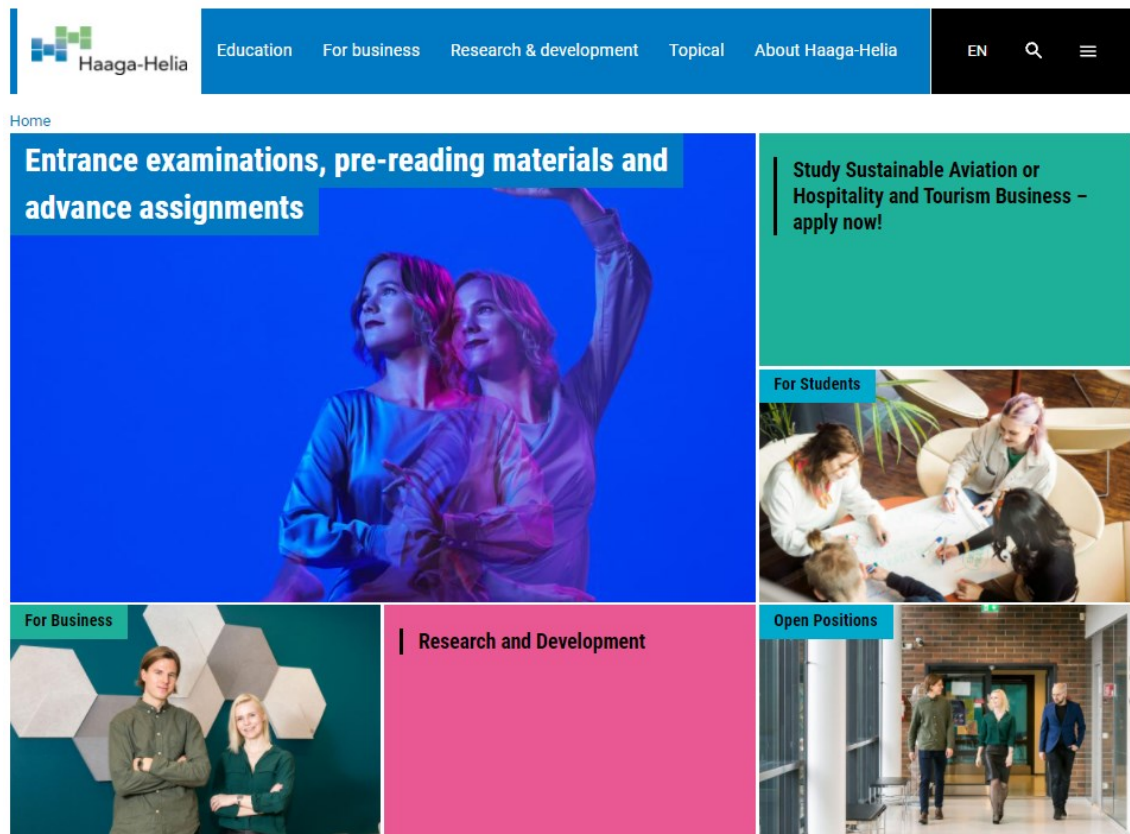 Haaga-Helia
Education
For business
Research & development
Topical
About Haaga-Helia
EN
Home
Entrance examinations, pre-reading materials and
advance assignments
Study Sustainable Aviation or
Hospitality and Tourism Business –
apply now!
For Students
For Business
Research and Development
Open Positions